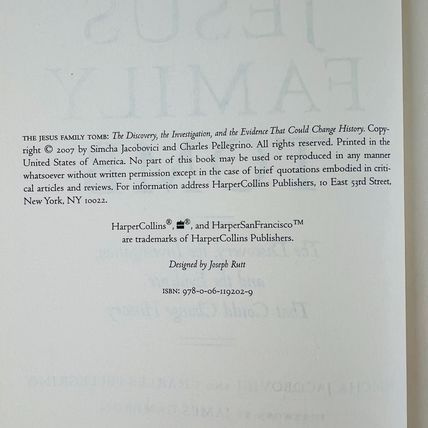 THE JESUS FAMILY TOMB: The Discovery, the Investigation, and the Evidence That Could Change History. Copy-
right © 2007 by Simcha Jacobovici and Charles Pellegrino. All rights reserved. Printed in the
United States of America. No part of this book may be used or reproduced in any manner
whatsoever without written permission except in the case of brief quotations embodied in criti-
cal articles and reviews. For information address HarperCollins Publishers, 10 East 53rd Street,
New York, NY 10022.
HarperCollins®, ®, and HarperSanFrancisco™
are trademarks of HarperCollins Publishers.
Designed by Joseph Rutt
ISBN: 978-0-06-119202-9